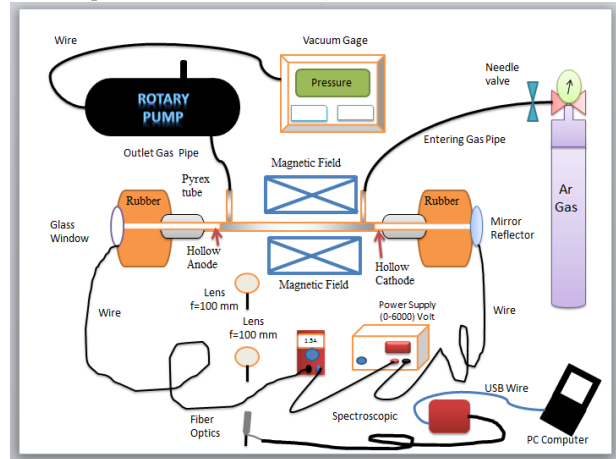 Wire
Vacuum Gage
Pressure
Needle
valve
ROTARY
PUMP
Outlet Gas Pipe
Entering Gas Pipe
Magnetic Field
Pyrex
tube
Rubber
Rubber
Ar
Gas
Glass
Window
Mirror
Reflector
Hollow
Anode
Hollow
Cathode
Magnetic Field
Lens
f=100 mm
Wire
Power Supply
(0-6000) Volt
Wire
Lens
f=100 mm
1.3A
USB Wire
Fiber
Optics
Spectroscopic
PC Computer